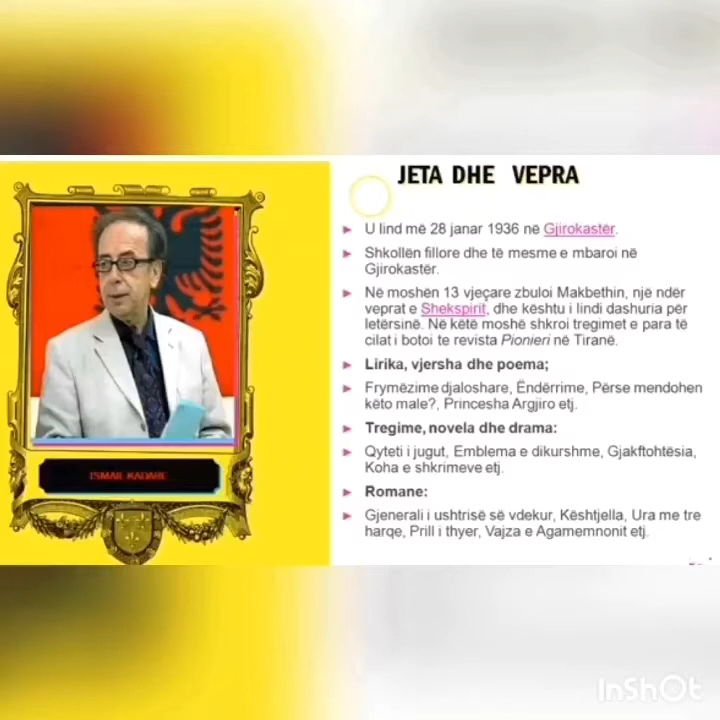 JETA DHE VEPRA
U lind më 28 janar 1936 në Gjirokastër.
Shkollën fillore dhe të mesme e mbaroi në
Gjirokastër.
Në moshën 13 vjeçare zbuloi Makbethin, një ndër
veprat e Shekspirit, dhe kështu i lindi dashuria për
letërsinë. Në këtë moshë shkroi tregimet e para të
cilat i botoi te revista Pionieri në Tiranë.
Lirika, vjersha dhe poema;
Frymëzime djaloshare, Ëndërrime, Përse mendohen
këto male?, Princesha Argjiro etj.
Tregime, novela dhe drama:
Qyteti i jugut, Emblema e dikurshme, Gjakftohtësia,
Koha e shkrimeve etj.
Romane:
Gjenerali i ushtrisë së vdekur, Kështjella, Ura me tre
harqe, Prill i thyer, Vajza e Agamemnonit etj.
ISMAIL KADARE
InShOt